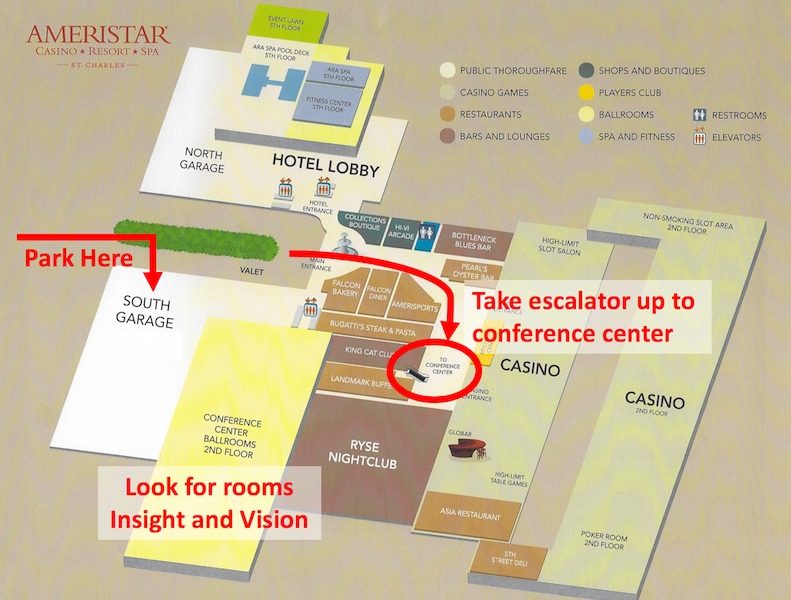 AMERISTAR
CASINO ★ RESORT ★ SPA
ST. CHARLES
EVENT LAWN
5TH FLOOR
ARA SPA POOL DECK
5TH FLOOR
ARA SPA
5TH FLOOR
FITNESS CENTER
5TH FLOOR
PUBLIC THOROUGHFARE
CASINO GAMES
RESTAURANTS
BARS AND LOUNGES
SHOPS AND BOUTIQUES
PLAYERS CLUB
BALLROOMS
SPA AND FITNESS
RESTROOMS
ELEVATORS
NORTH
GARAGE
HOTEL LOBBY
HOTEL
ENTRANCE
COLLECTIONS
BOUTIQUE
HI-VI
ARCADE
BOTTLENECK
BLUES BAR
NON-SMOKING SLOT AREA
2ND FLOOR
HIGH-LIMIT
SLOT SALON
Park Here
VALET
MAIN
ENTRANCE
PEARL'S
OYSTER BAR
FALCON
BAKERY
FALCON
DINER
AMERISPORTS
SOUTH
GARAGE
Take escalator up to
conference center
BUGATTI'S STEAK & PASTA
KING CAT CLU
TO
CONFERENCE
CENTER
CASINO
LANDMARK BUFFE
ENTRANCE
CASINO
2ND FLOOR
CONFERENCE
CENTER
BALLROOMS
2ND FLOOR
RYSE
NIGHTCLUB
GLOBAR
HIGH-LIMIT
TABLE GAMES
Look for rooms
Insight and Vision
ASIA RESTAURANT
POKER ROOM
2ND FLOOR
5TH
STREET DELI